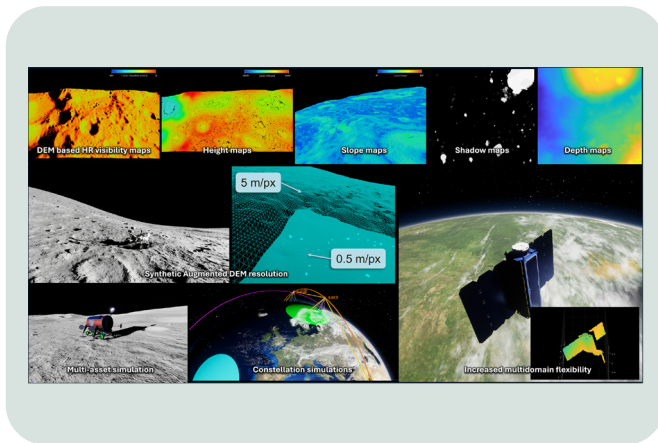 DEM based HR visibility maps
Height maps
Slope maps
Shadow maps
Depth maps
5 m/px
0.5 m/px
Synthetic Augmented DEM resolution
Multi-asset simulation
Constellation simulations
Increased multidomain flexibility